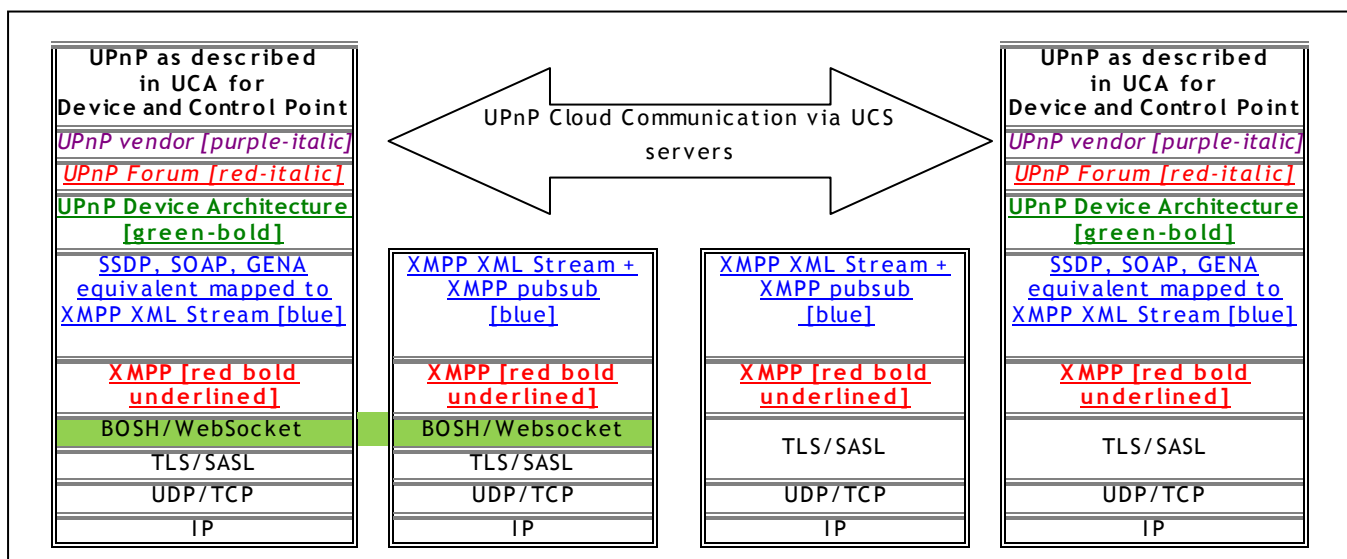 UPnP as described
in UCA for
Device and Control Point
UPnP vendor [purple-italic]
UPnP Forum [red-italic]
UPnP Device Architecture
[green-bold]
SSDP, SOAP, GENA
equivalent mapped to
XMPP XML Stream [blue]
XMPP [red bold
underlined]
BOSH/WebSocket
TLS/SASL
UDP/TCP
IP
UPnP Cloud Communication via UCS
servers
XMPP XML Stream +
XMPP pubsub
[blue]
XMPP [red bold
underlined]
BOSH/Websocket
TLS/SASL
UDP/TCP
IP
XMPP XML Stream +
XMPP pubsub
[blue]
XMPP [red bold
underlined]
TLS/SASL
UDP/TCP
IP
UPnP as described
in UCA for
Device and Control Point
UPnP vendor [purple-italic]
UPnP Forum [red-italic]
UPnP Device Architecture
[green-bold]
SSDP, SOAP, GENA
equivalent mapped to
XMPP XML Stream [blue]
XMPP [red bold
underlined]
TLS/SASL
UDP/TCP
IP